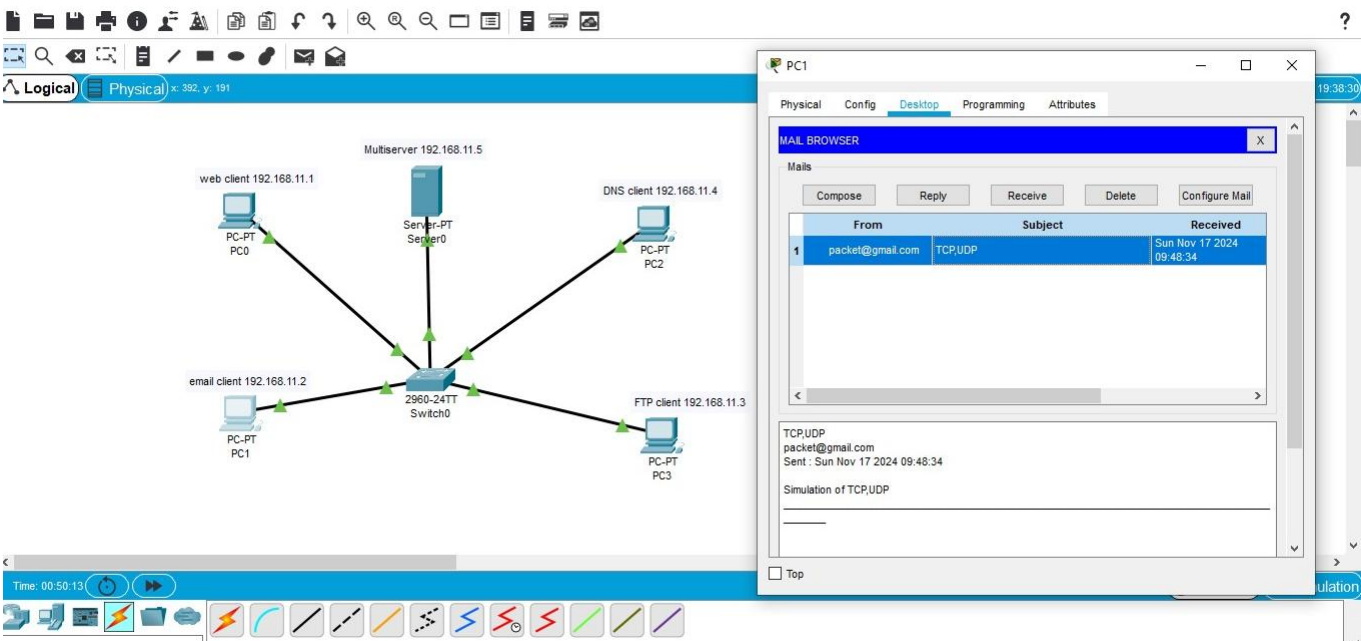 ?
Logical
Physical x: 392, y: 191
19:38:30
Multiserver 192.168.11.5
web client 192.168.11.1
DNS client 192.168.11.4
PC-PT
PC0
Server-PT
Server0
PC-PT
PC2
email client 192.168.11.2
2960-24TT
Switch0
FTP client 192.168.11.3
PC-PT
PC1
PC-PT
PC3
PC1
Physical Config Desktop Programming Attributes
MAIL BROWSER X
Mails
Compose Reply Receive Delete Configure Mail
From Subject Received
1 packet@gmail.com TCP,UDP Sun Nov 17 2024
09:48:34
TCP,UDP
packet@gmail.com
Sent : Sun Nov 17 2024 09:48:34
Simulation of TCP,UDP
Top
Time: 00:50:13
ulation